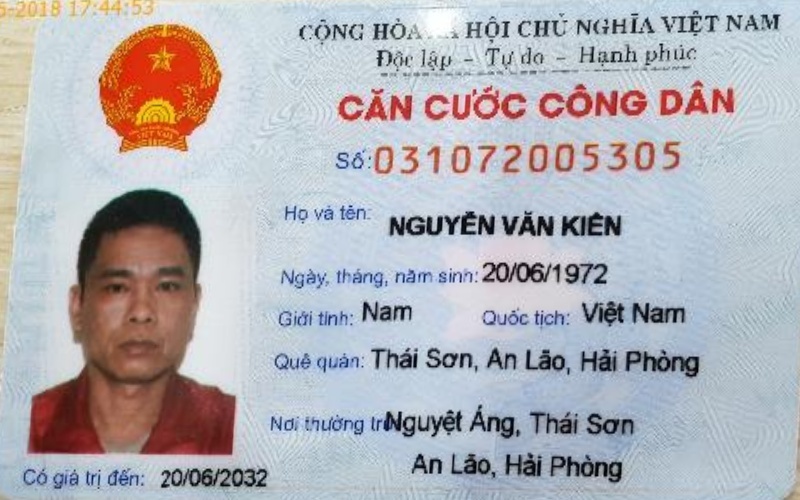 5-2018 17:44:53
CỘNG HÒA XÃ HỘI CHỦ NGHĨA VIỆT NAM
Độc lập - Tự do - Hạnh phúc
CĂN CƯỚC CÔNG DÂN
Số: 031072005305
Họ và tên: NGUYỄN VĂN KIÊN
Ngày, tháng, năm sinh: 20/06/1972
Giới tính: Nam Quốc tịch: Việt Nam
Quê quán: Thái Sơn, An Lão, Hải Phòng
Nơi thường trú: Nguyệt Áng, Thái Sơn
An Lão, Hải Phòng
Có giá trị đến: 20/06/2032